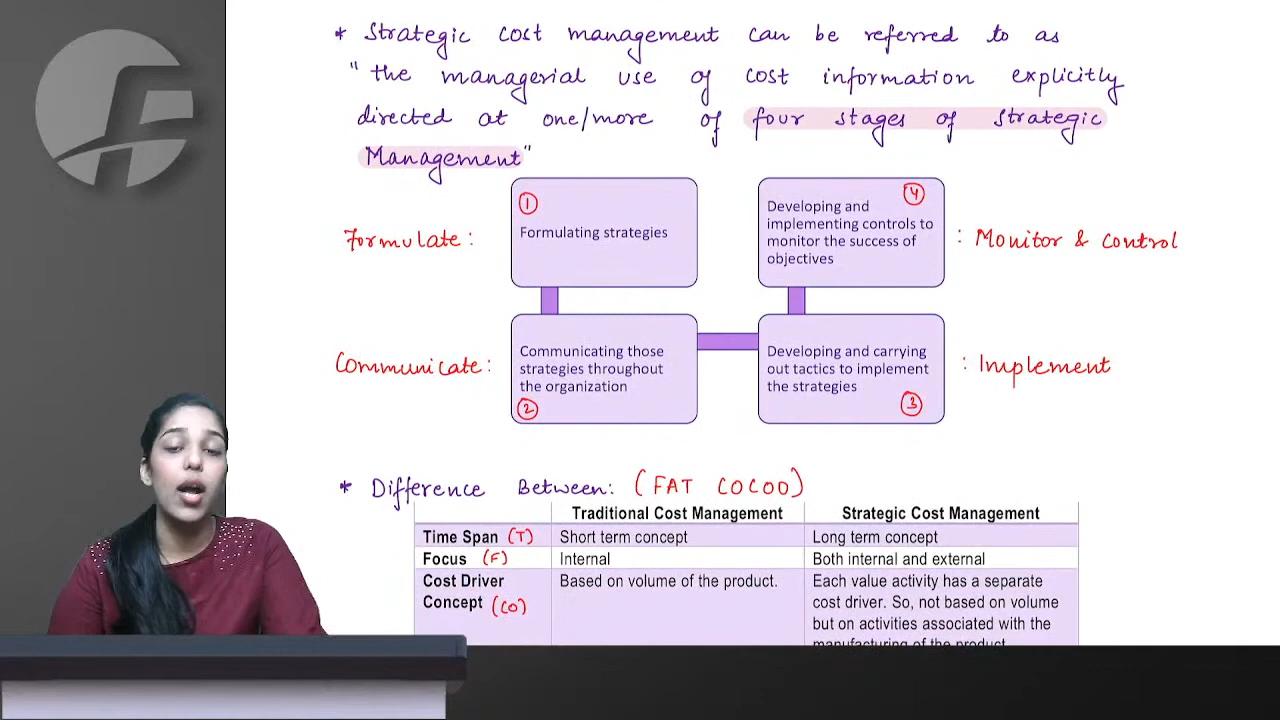 * Strategic cost management can be referred to as
" the managerial use of cost information explicitly
directed at one/more of four stages of strategic
Management"
Formulate :
1
Formulating strategies
4
Developing and
implementing controls to
monitor the success of
objectives
: Monitor & control
Communicate :
Communicating those
strategies throughout
the organization
2
Developing and carrying
out tactics to implement
the strategies
3
: Implement
* Difference Between: (FAT COCOO)
Traditional Cost Management Strategic Cost Management
Time Span (T) Short term concept Long term concept
Focus (F) Internal Both internal and external
Cost Driver Based on volume of the product. Each value activity has a separate
Concept (CO) cost driver. So, not based on volume
but on activities associated with the
manufacturing of the product